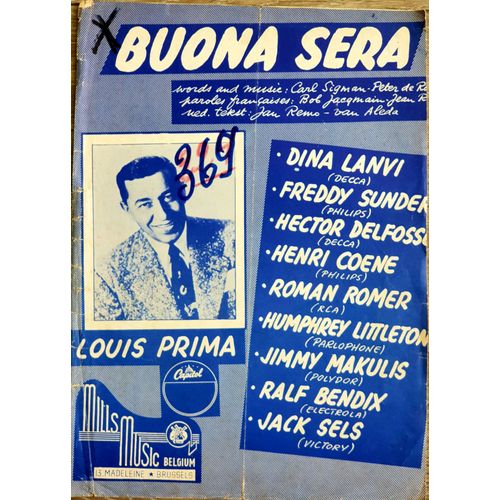 X
BUONA SERA
words and music: Carl Sigman - Peter de R
paroles françaises: Bob Jacqmain - Jean R
ned. tekst: Jan Remo - van Aleda
369
• DINA LANVI
(DECCA)
• FREDDY SUNDER
(PHILIPS)
• HECTOR DELFOSS
(DECCA)
• HENRI COENE
(PHILIPS)
• ROMAN ROMER
(RCA)
• HUMPHREY LITTLETON
(PARLOPHONE)
• JIMMY MAKULIS
(POLYDOR)
• RALF BENDIX
(ELECTROLA)
• JACK SELS
(VICTORY)
LOUIS PRIMA
Capitol
MILLS
MUSIC
BELGIUM
13 MADELEINE ★ BRUSSELS